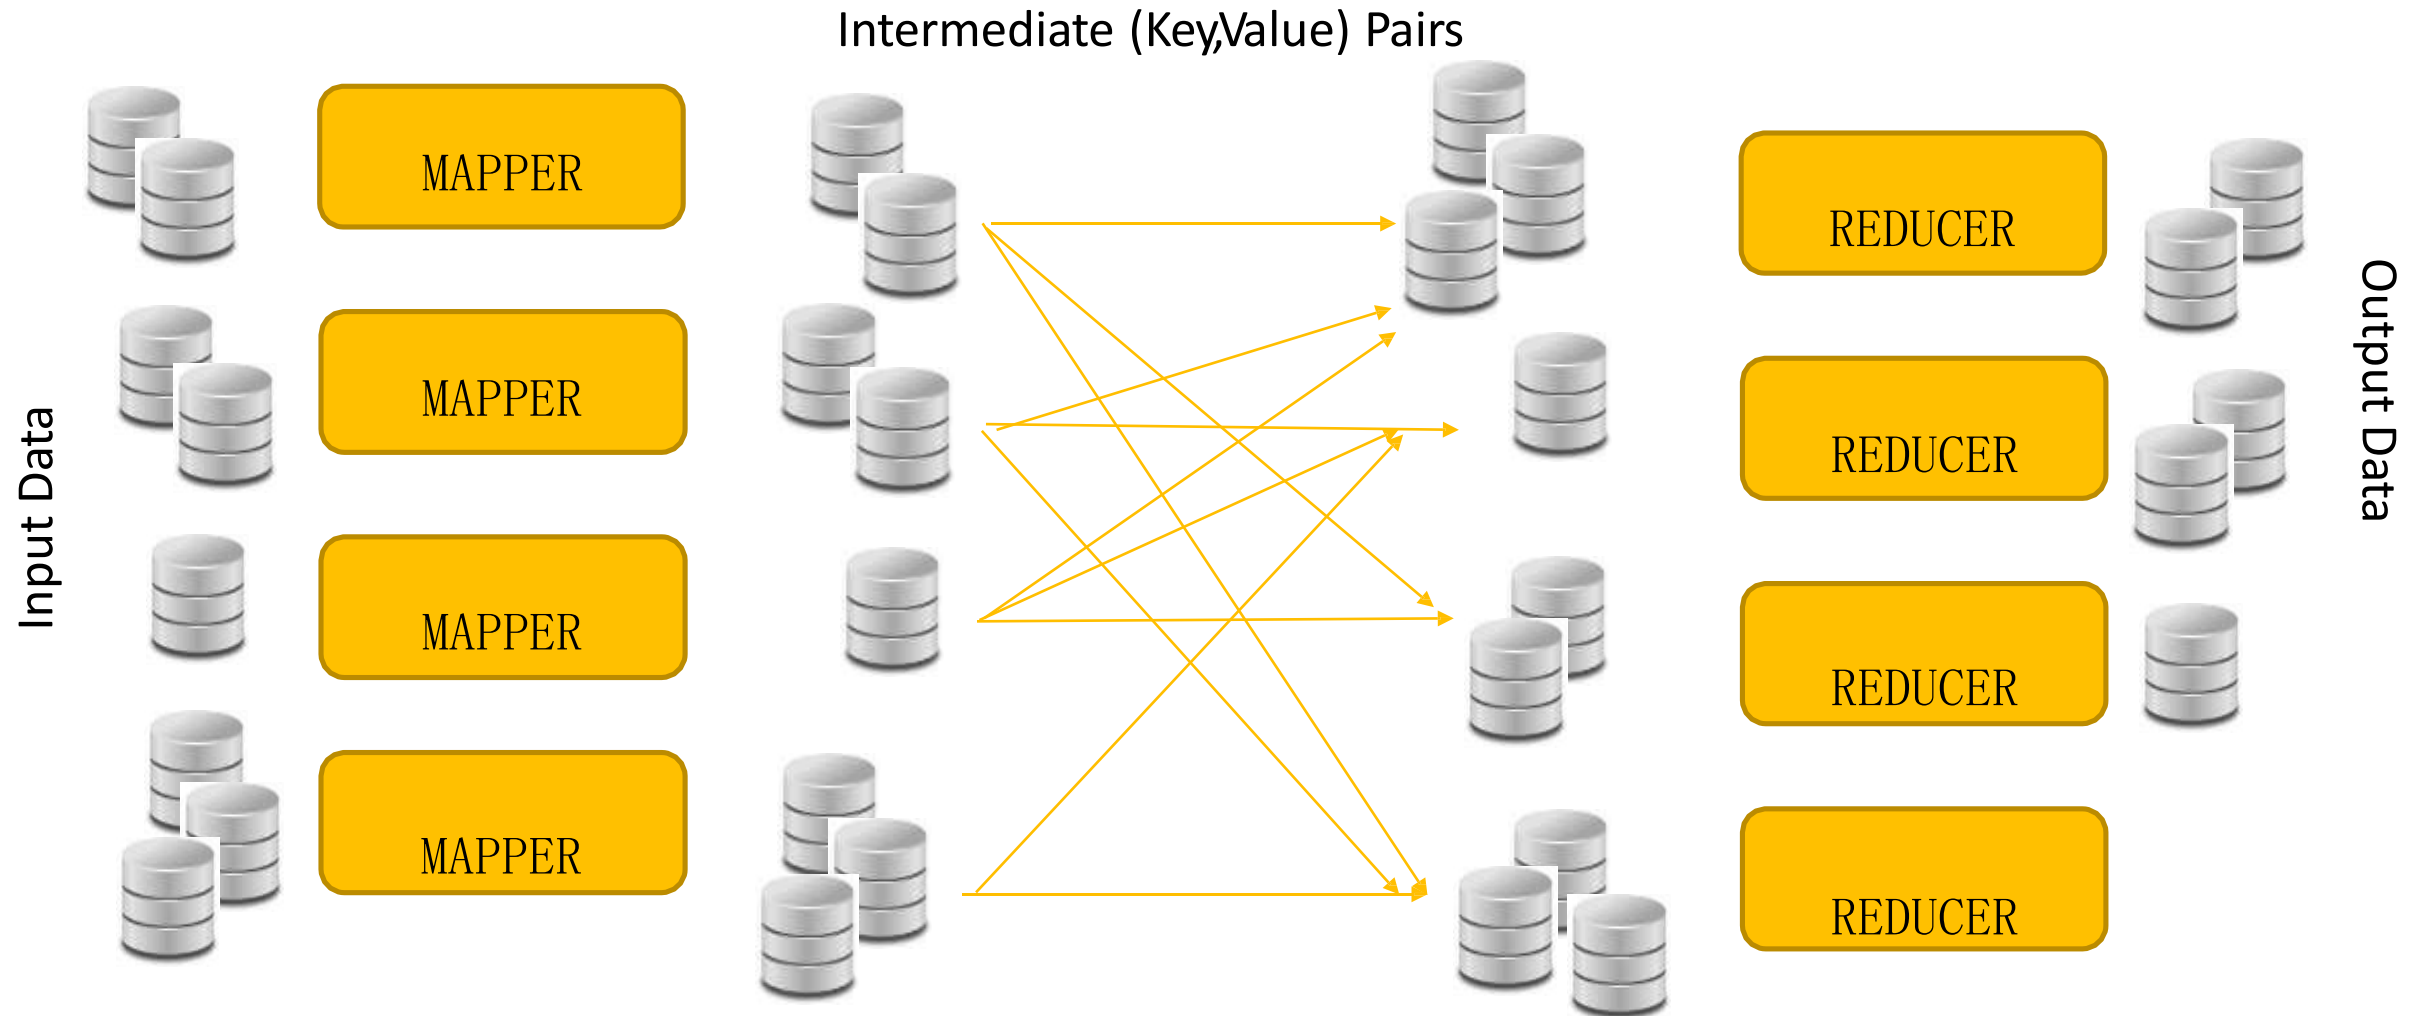 Intermediate (Key,Value) Pairs
Input Data
MAPPER
MAPPER
MAPPER
MAPPER
REDUCER
REDUCER
REDUCER
REDUCER
Output Data